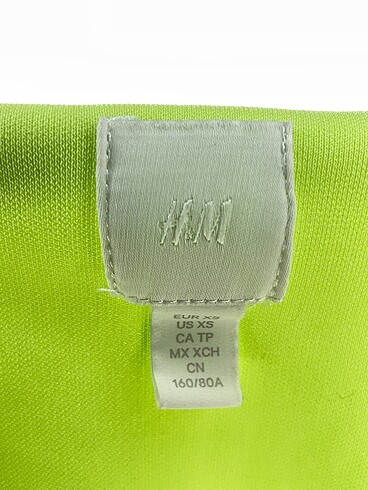 H&M
EUR XS
US XS
CA TP
MX XCH
CN
160/80A